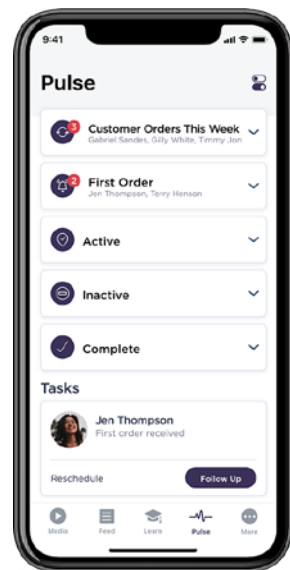 9:41
Pulse
3
Customer Orders This Week
Gabriel Sandes, Gilly White, Timmy Jon
2
First Order
Jen Thompson, Terry Henson
Active
Inactive
Complete
Tasks
Jen Thompson
First order received
Reschedule
Follow Up
Media
Feed
Learn
Pulse
More